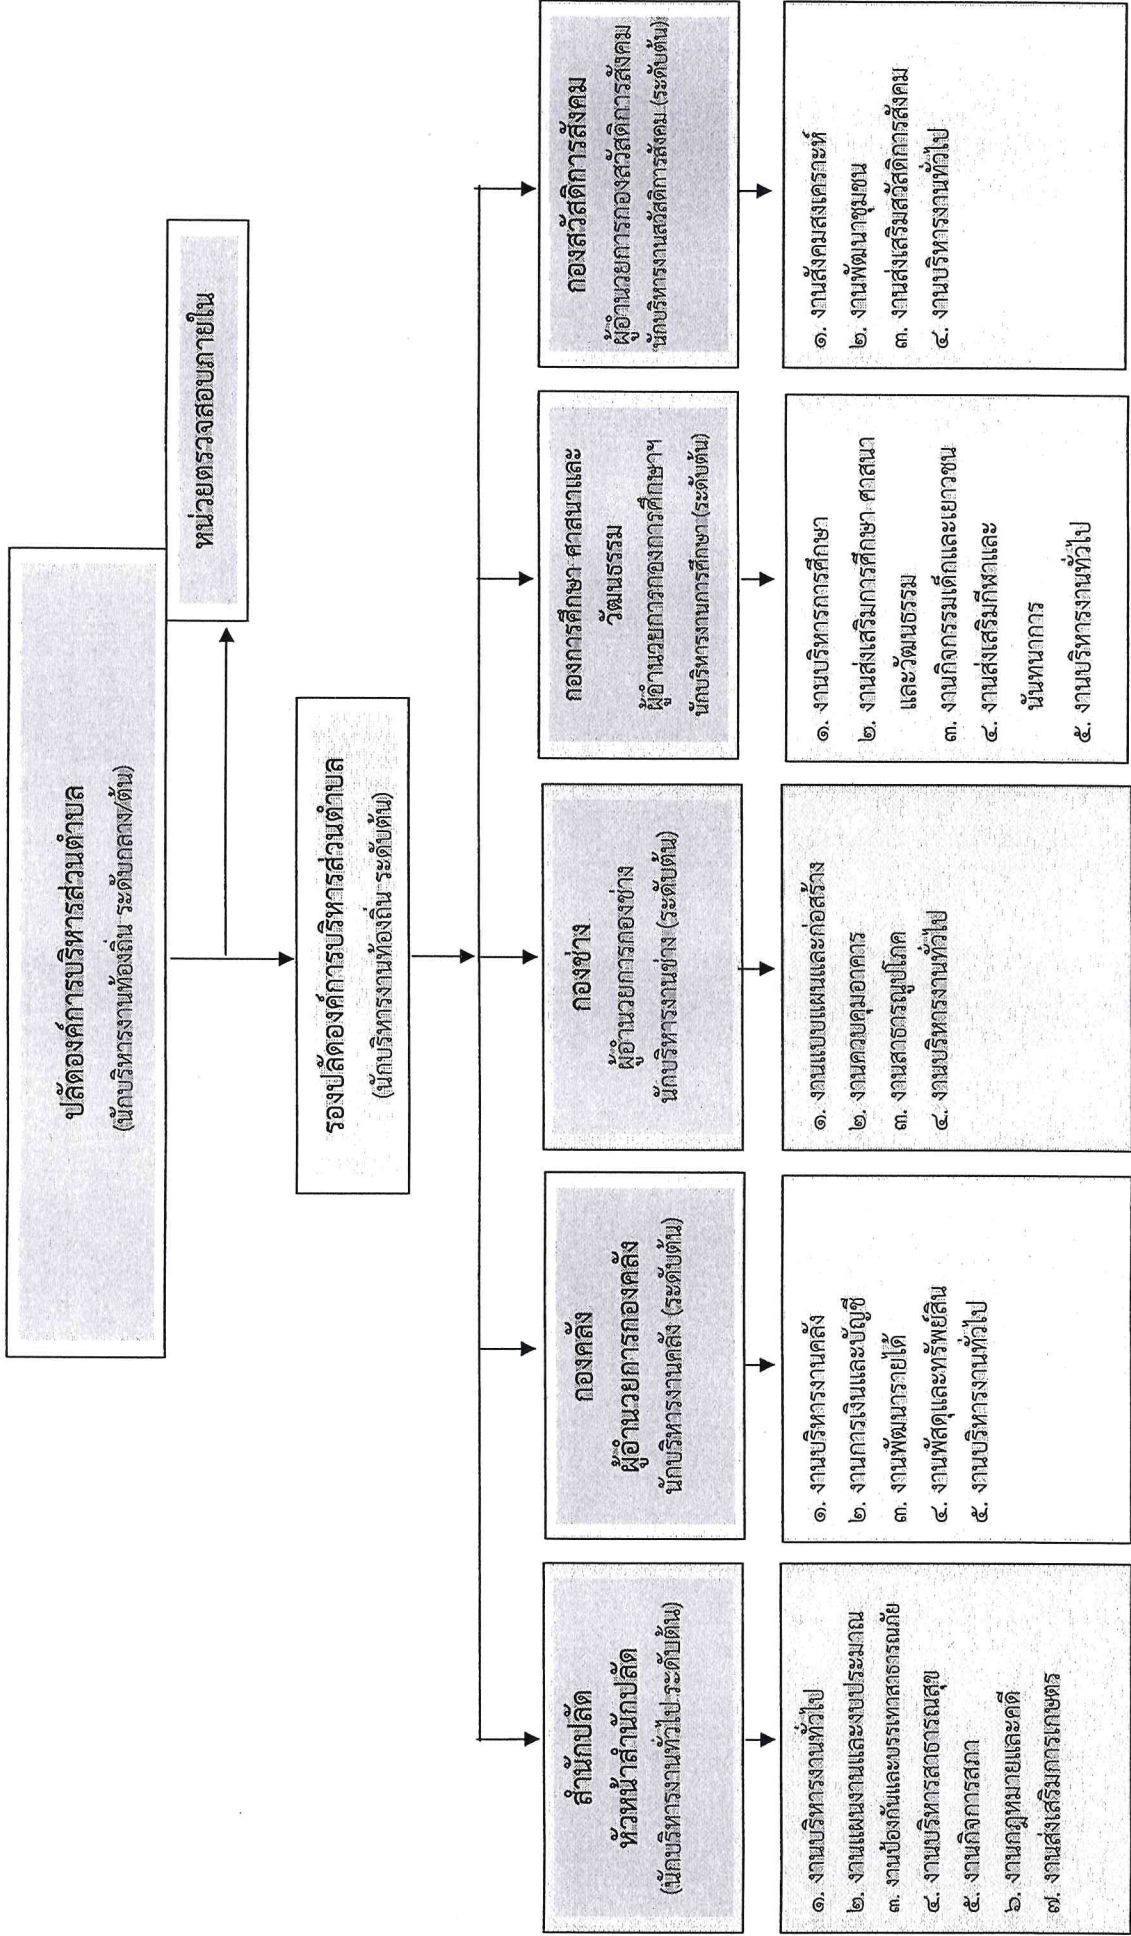 ปลัดองค์การบริหารส่วนตำบล
(นักบริหารงานท้องถิ่น ระดับกลาง/ต้น)
หน่วยตรวจสอบภายใน
รองปลัดองค์การบริหารส่วนตำบล
(นักบริหารงานท้องถิ่น ระดับต้น)
สำนักปลัด
หัวหน้าสำนักปลัด
(นักบริหารงานทั่วไป ระดับต้น)
๑. งานบริหารงานทั่วไป
๒. งานแผนงานและงบประมาณ
๓. งานป้องกันและบรรเทาสาธารณภัย
๔. งานบริหารสาธารณสุข
๕. งานกิจการสภา
๖. งานกฎหมายและคดี
๗. งานส่งเสริมการเกษตร
กองคลัง
ผู้อำนวยการกองคลัง
นักบริหารงานคลัง (ระดับต้น)
๑. งานบริหารงานคลัง
๒. งานการเงินและบัญชี
๓. งานพัฒนารายได้
๔. งานพัสดุและทรัพย์สิน
๕. งานบริหารงานทั่วไป
กองช่าง
ผู้อำนวยการกองช่าง
นักบริหารงานช่าง (ระดับต้น)
๑. งานแบบแผนและก่อสร้าง
๒. งานควบคุมอาคาร
๓. งานสาธารณูปโภค
๔. งานบริหารงานทั่วไป
กองการศึกษา ศาสนาและ
วัฒนธรรม
ผู้อำนวยการกองการศึกษาฯ
นักบริหารงานการศึกษา (ระดับต้น)
๑. งานบริหารการศึกษา
๒. งานส่งเสริมการศึกษา ศาสนา
และวัฒนธรรม
๓. งานกิจกรรมเด็กและเยาวชน
๔. งานส่งเสริมกีฬาและ
นันทนาการ
๕. งานบริหารงานทั่วไป
กองสวัสดิการสังคม
ผู้อำนวยการกองสวัสดิการสังคม
นักบริหารงานสวัสดิการสังคม (ระดับต้น)
๑. งานสังคมสงเคราะห์
๒. งานพัฒนาชุมชน
๓. งานส่งเสริมสวัสดิการสังคม
๔. งานบริหารงานทั่วไป